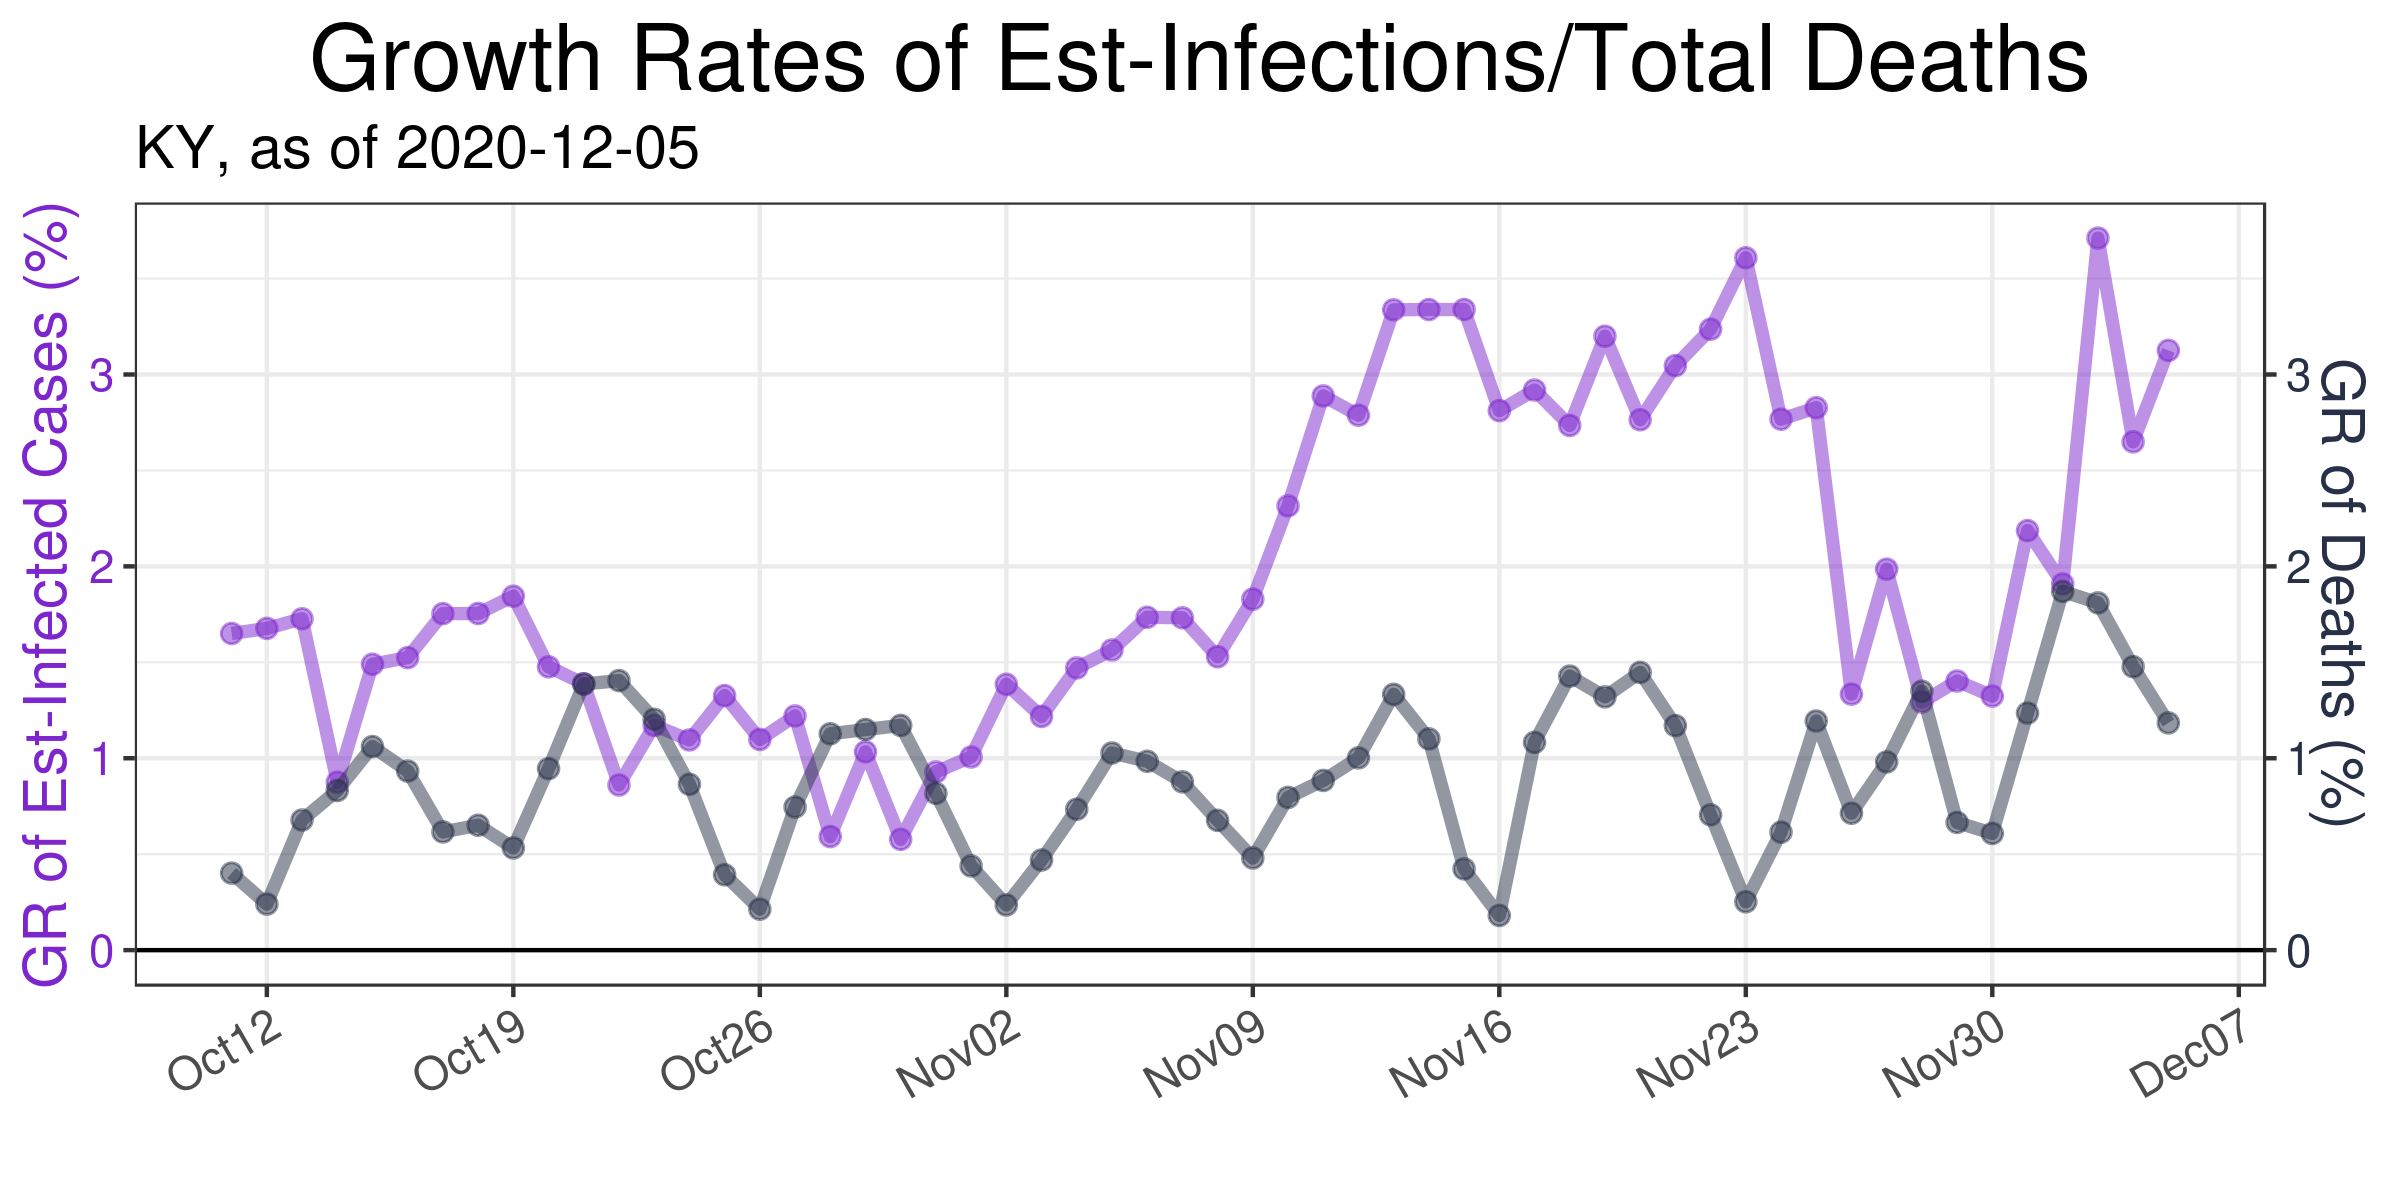 Growth Rates of Est-Infections/Total Deaths
KY, as of 2020-12-05
GR of Est-Infected Cases (%)
3
2
1
0
3
2
1
0
GR of Deaths (%)
Oct12
Oct19
Oct26
Nov02
Nov09
Nov16
Nov23
Nov30
Dec07